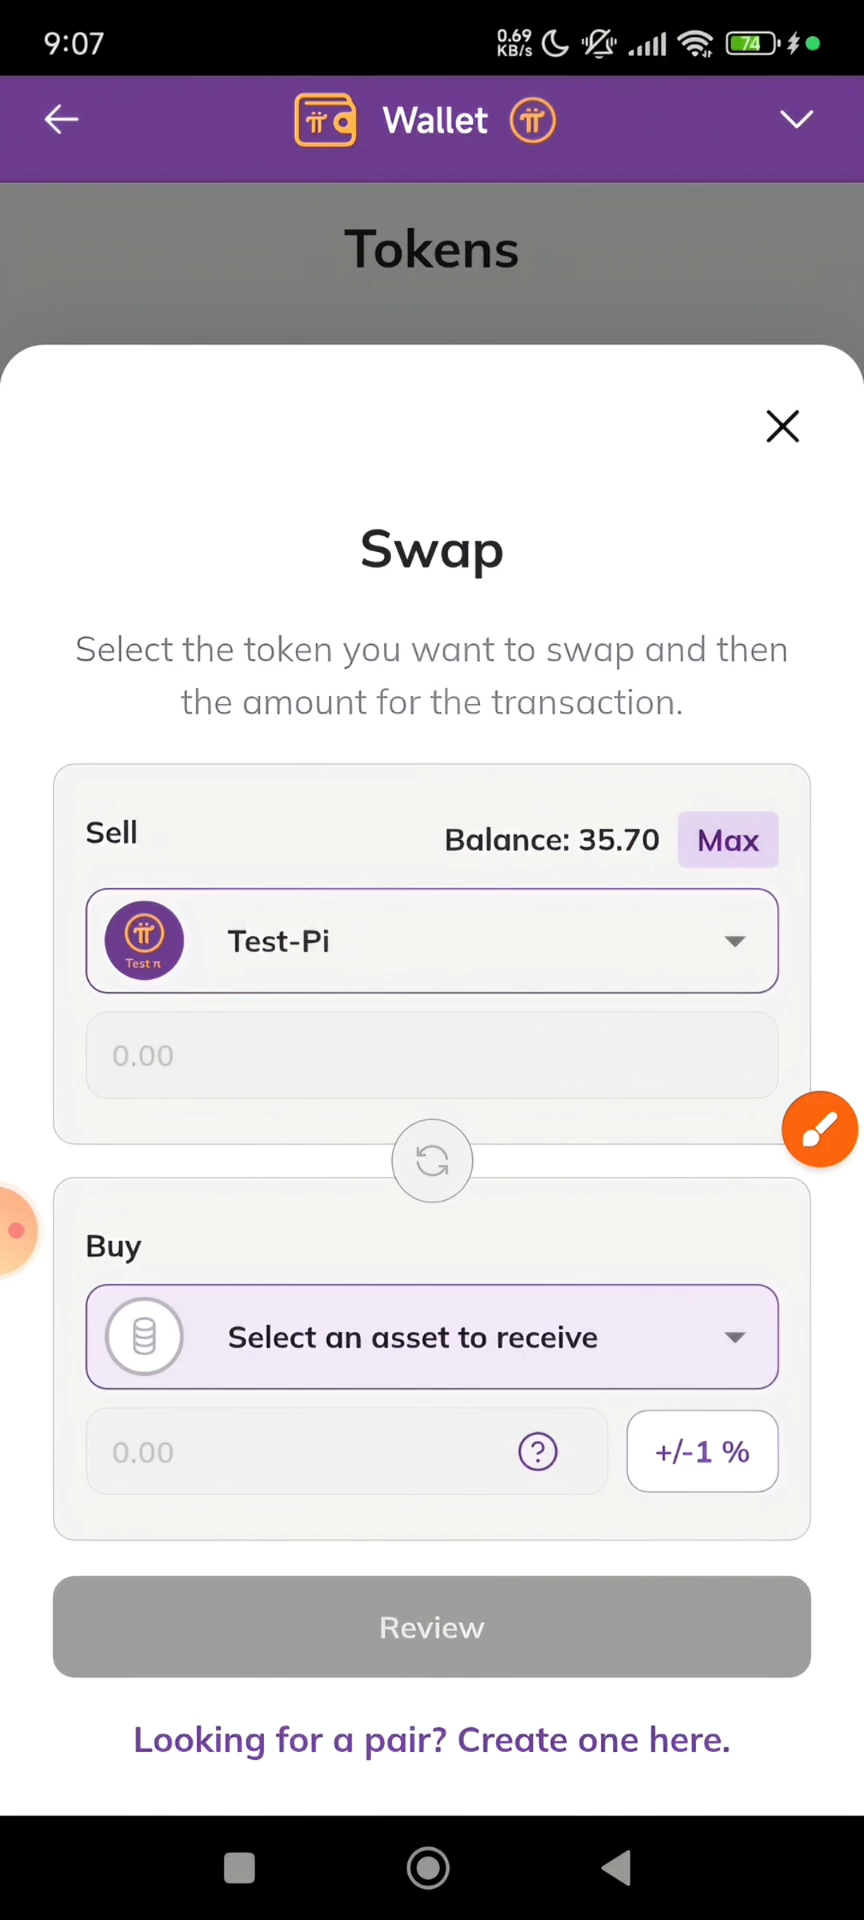 9:07
0.69
KB/s
74
Wallet
Tokens
Swap
Select the token you want to swap and then
the amount for the transaction.
Sell
Balance: 35.70
Max
Test π
Test-Pi
0.00
Buy
Select an asset to receive
0.00
?
+/-1 %
Review
Looking for a pair? Create one here.